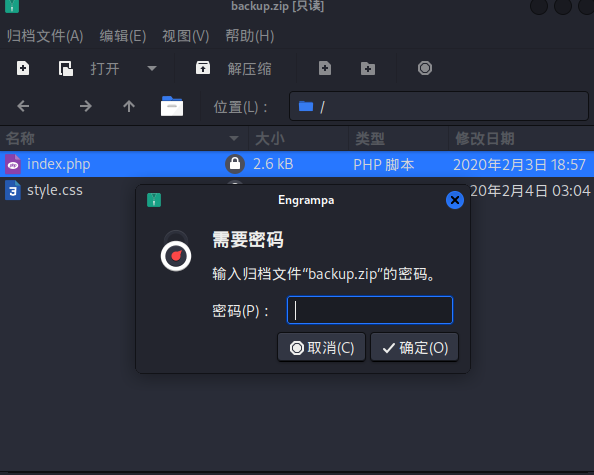 backup.zip [只读]
归档文件(A) 编辑(E) 视图(V) 帮助(H)
打开 解压缩
位置(L)： /
名称 大小 类型 修改日期
index.php 2.6 kB PHP 脚本 2020年2月3日 18:57
style.css 20年2月4日 03:04
Engrampa
需要密码
输入归档文件“backup.zip”的密码。
密码(P)：
取消(C) 确定(O)